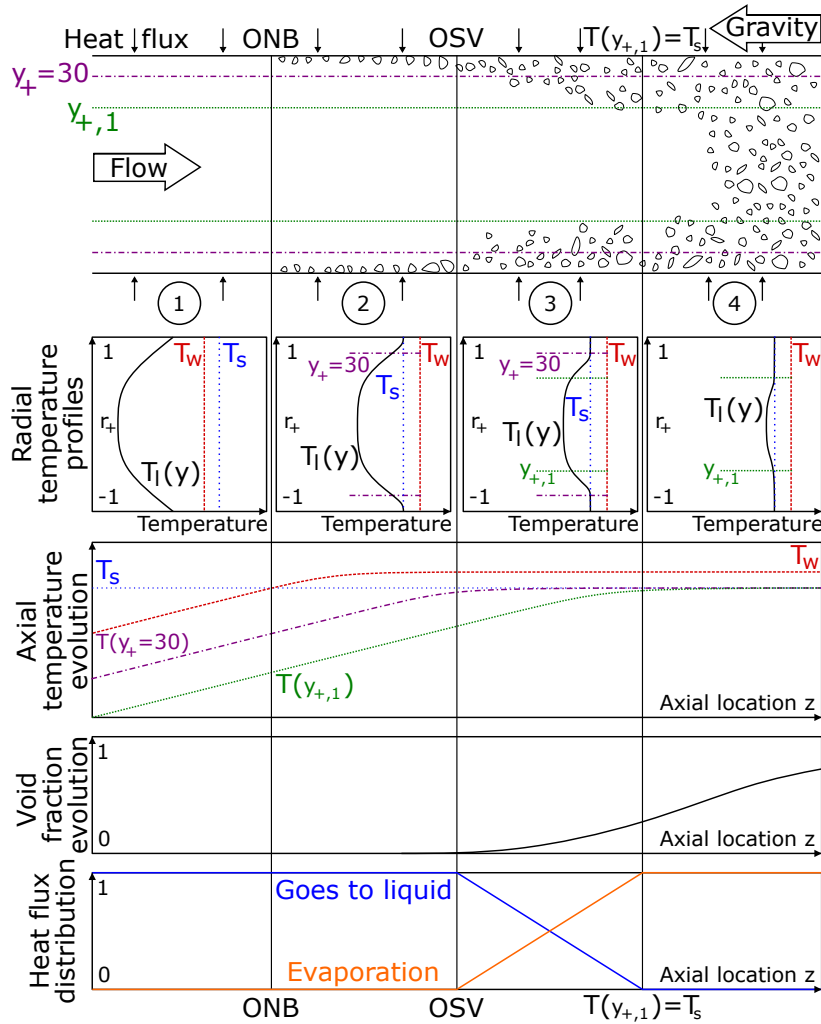 Heat flux ONB OSV T(y+,1)=Ts Gravity
y+=30
y+,1
Flow
1 2 3 4
Radial
temperature
profiles
1 Tw Ts
r+
Tl(y)
-1
Temperature
1 y+=30 Tw
Ts
r+
Tl(y)
-1
Temperature
1 Tw
y+=30
Ts
r+ Tl(y)
y+,1
-1
Temperature
1 Tw
Tl(y)
r+
y+,1
-1
Temperature
Axial
temperature
evolution
Ts Tw
T(y+=30)
T(y+,1)
Axial location z
Void
fraction
evolution
1
0
Axial location z
Heat flux
distribution
1 Goes to liquid
0 Evaporation
Axial location z
ONB OSV T(y+,1)=Ts